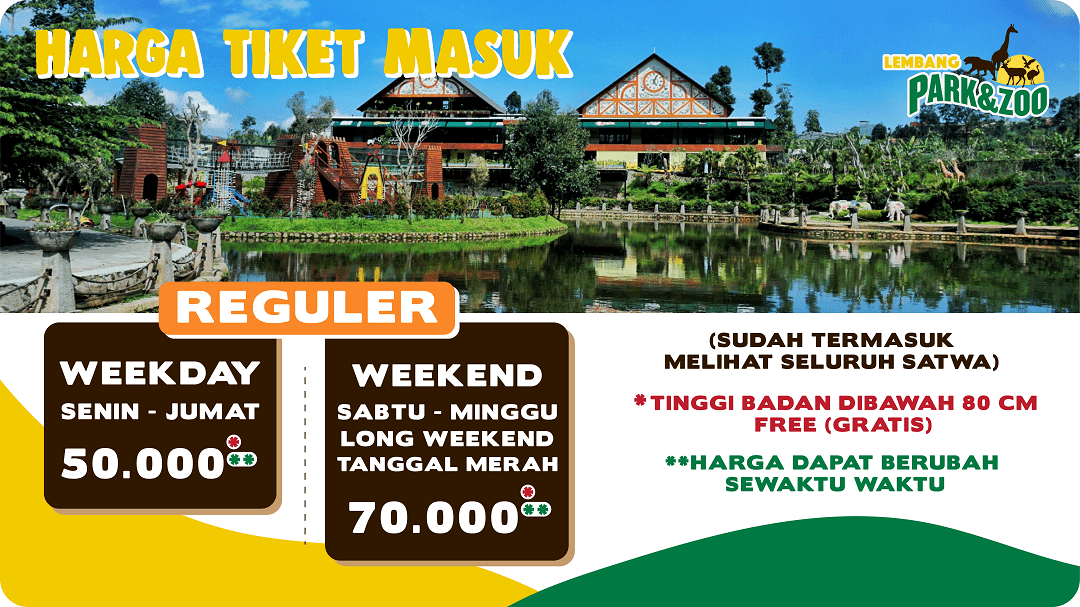 HARGA TIKET MASUK
LEMBANG
PARK&ZOO
REGULER
WEEKDAY
SENIN - JUMAT
50.000* **
WEEKEND
SABTU - MINGGU
LONG WEEKEND
TANGGAL MERAH
70.000* **
(SUDAH TERMASUK
MELIHAT SELURUH SATWA)
*TINGGI BADAN DIBAWAH 80 CM
FREE (GRATIS)
**HARGA DAPAT BERUBAH
SEWAKTU WAKTU